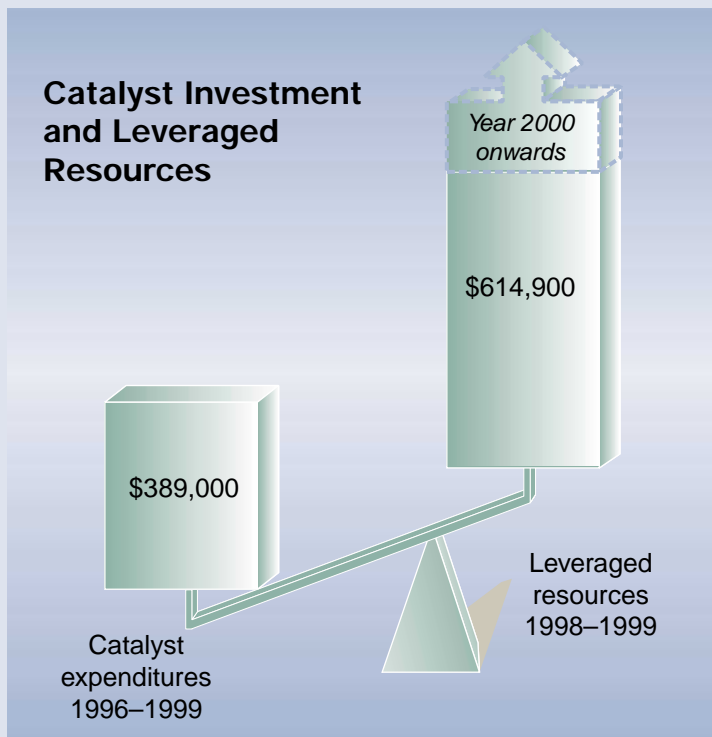 Catalyst Investment
and Leveraged
Resources
Year 2000
onwards
$614,900
$389,000
Leveraged
resources
1998–1999
Catalyst
expenditures
1996–1999